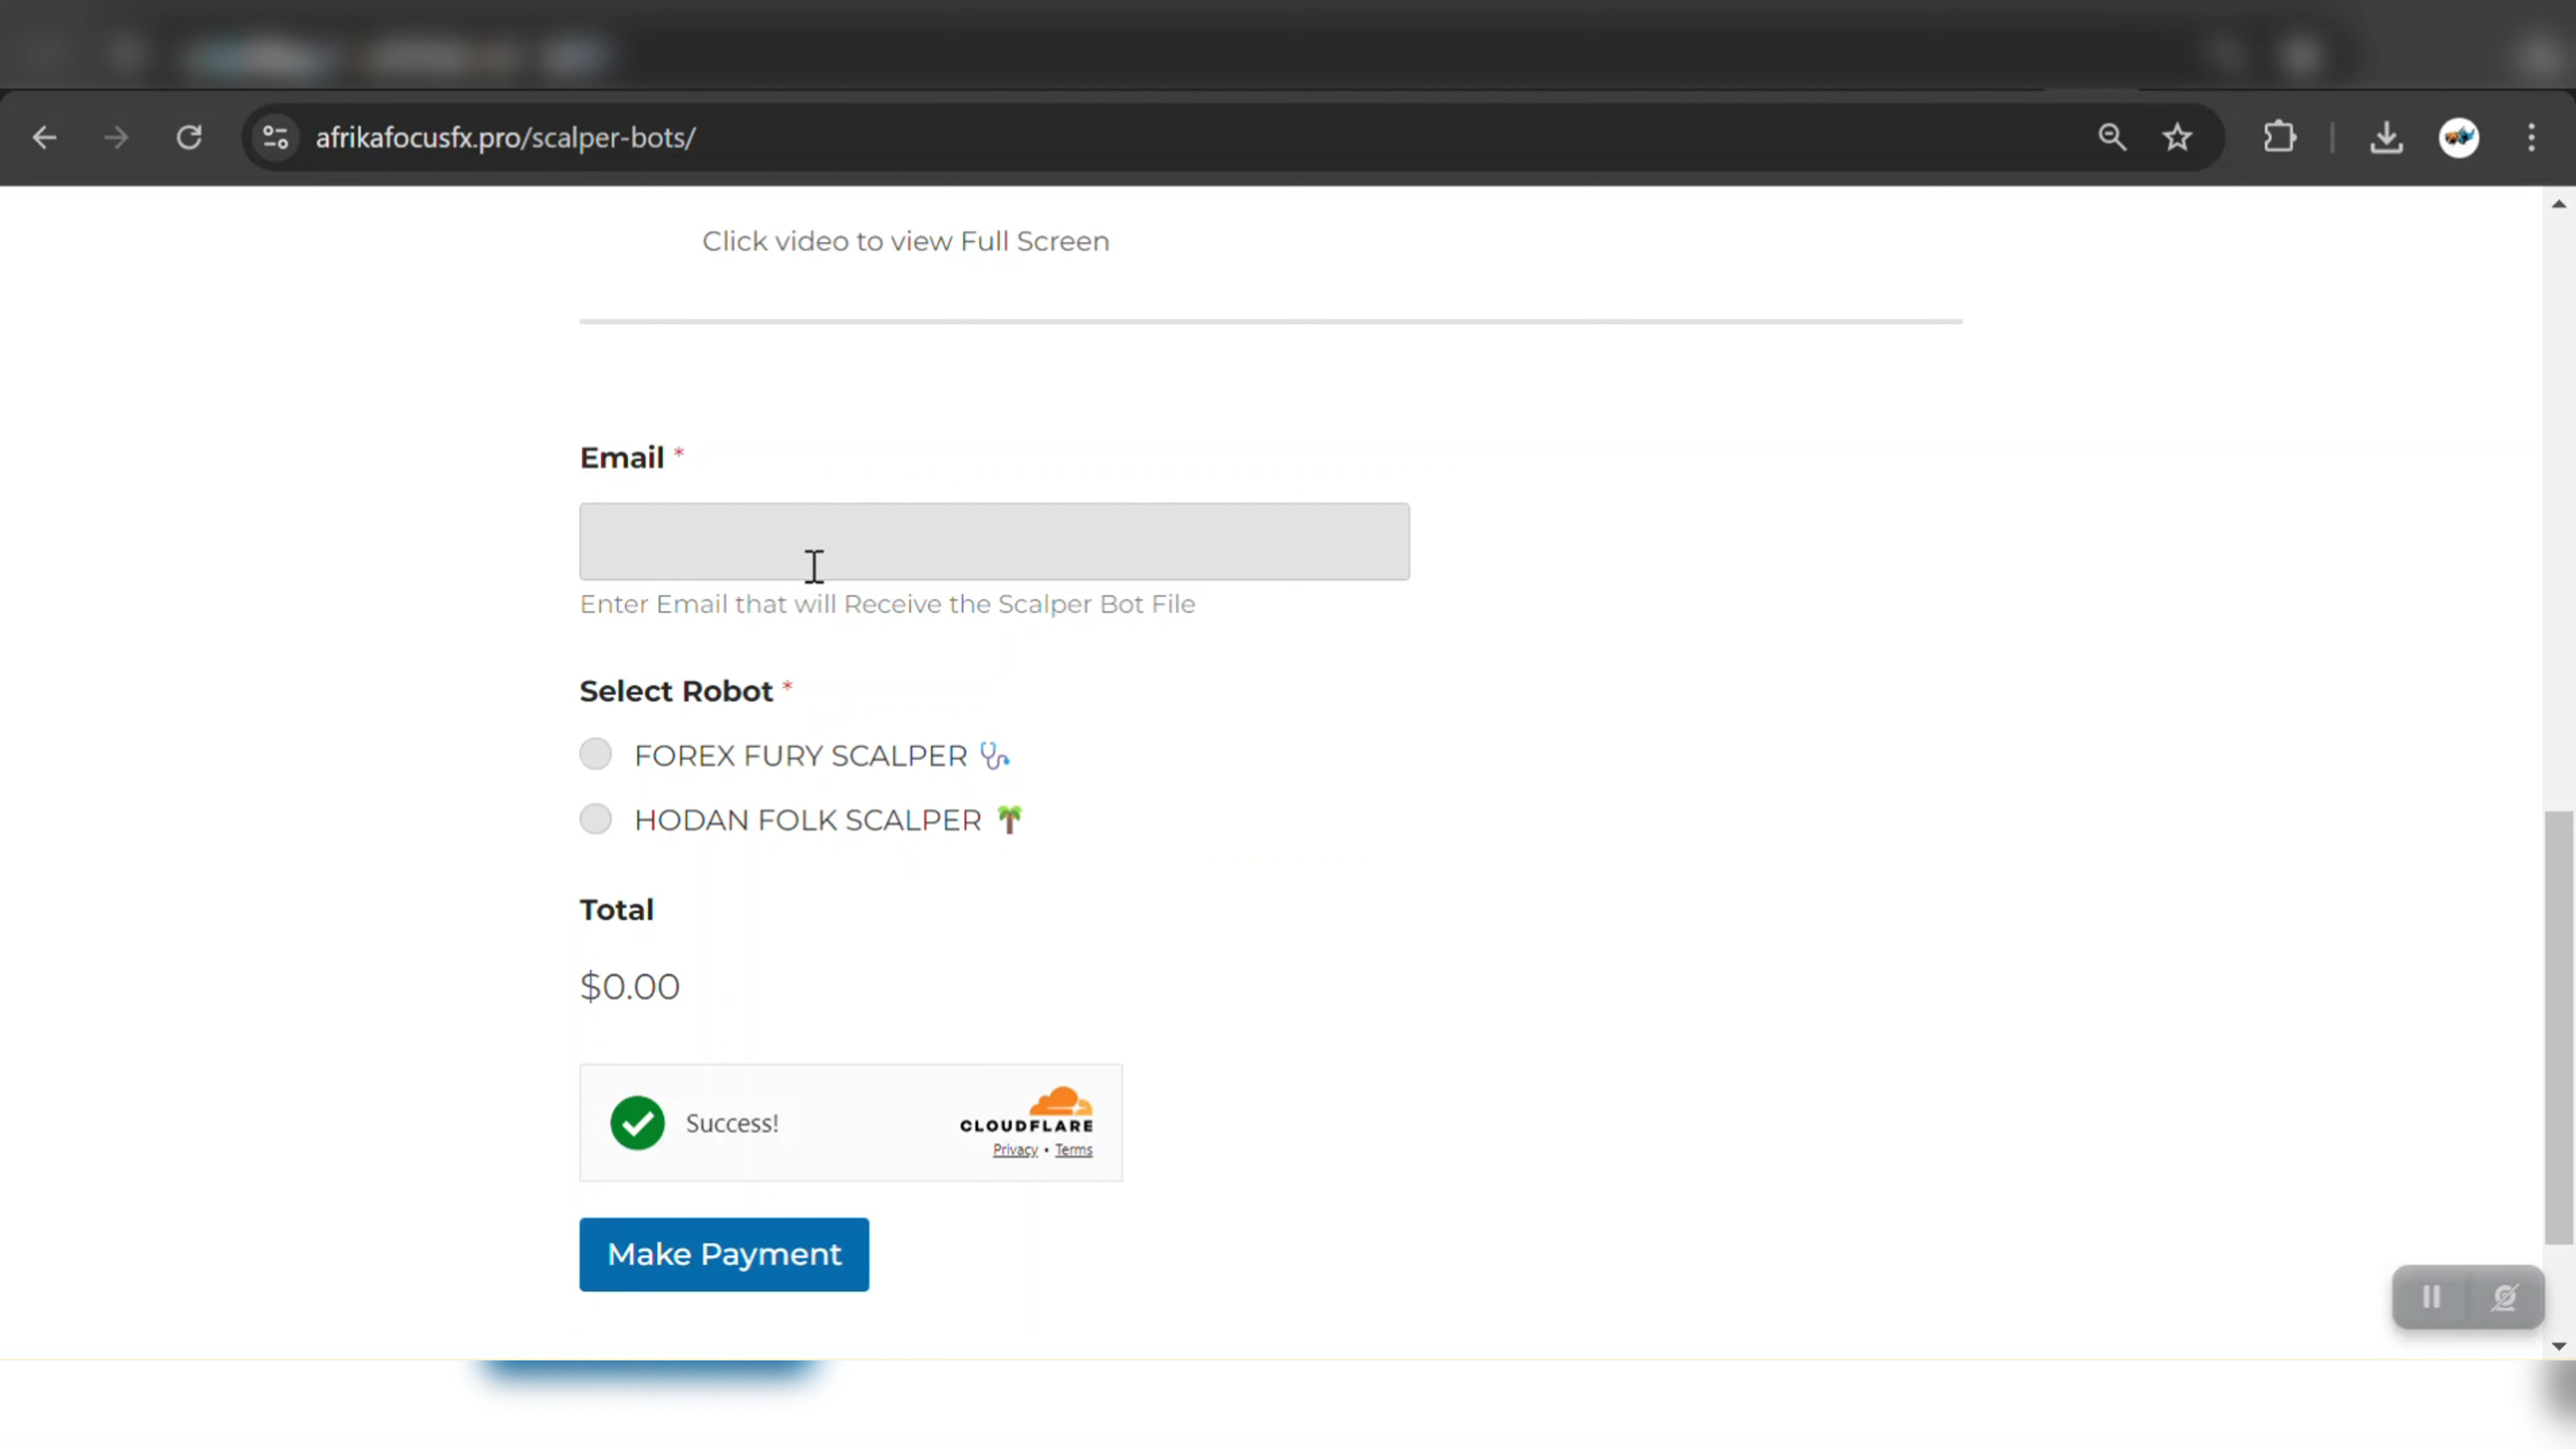 afrikafocusfx.pro/scalper-bots/
Click video to view Full Screen
Email *
Enter Email that will Receive the Scalper Bot File
Select Robot *
FOREX FURY SCALPER 🩺
HODAN FOLK SCALPER 🌴
Total
$0.00
Success!
CLOUDFLARE
Privacy • Terms
Make Payment